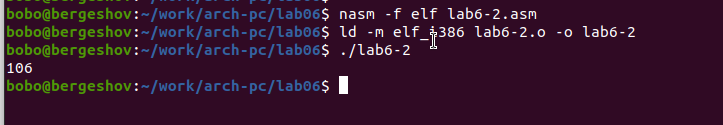 bobo@bergeshov:~/work/arch-pc/lab06$ nasm -f elf lab6-2.asm
bobo@bergeshov:~/work/arch-pc/lab06$ ld -m elf_i386 lab6-2.o -o lab6-2
bobo@bergeshov:~/work/arch-pc/lab06$ ./lab6-2
106
bobo@bergeshov:~/work/arch-pc/lab06$